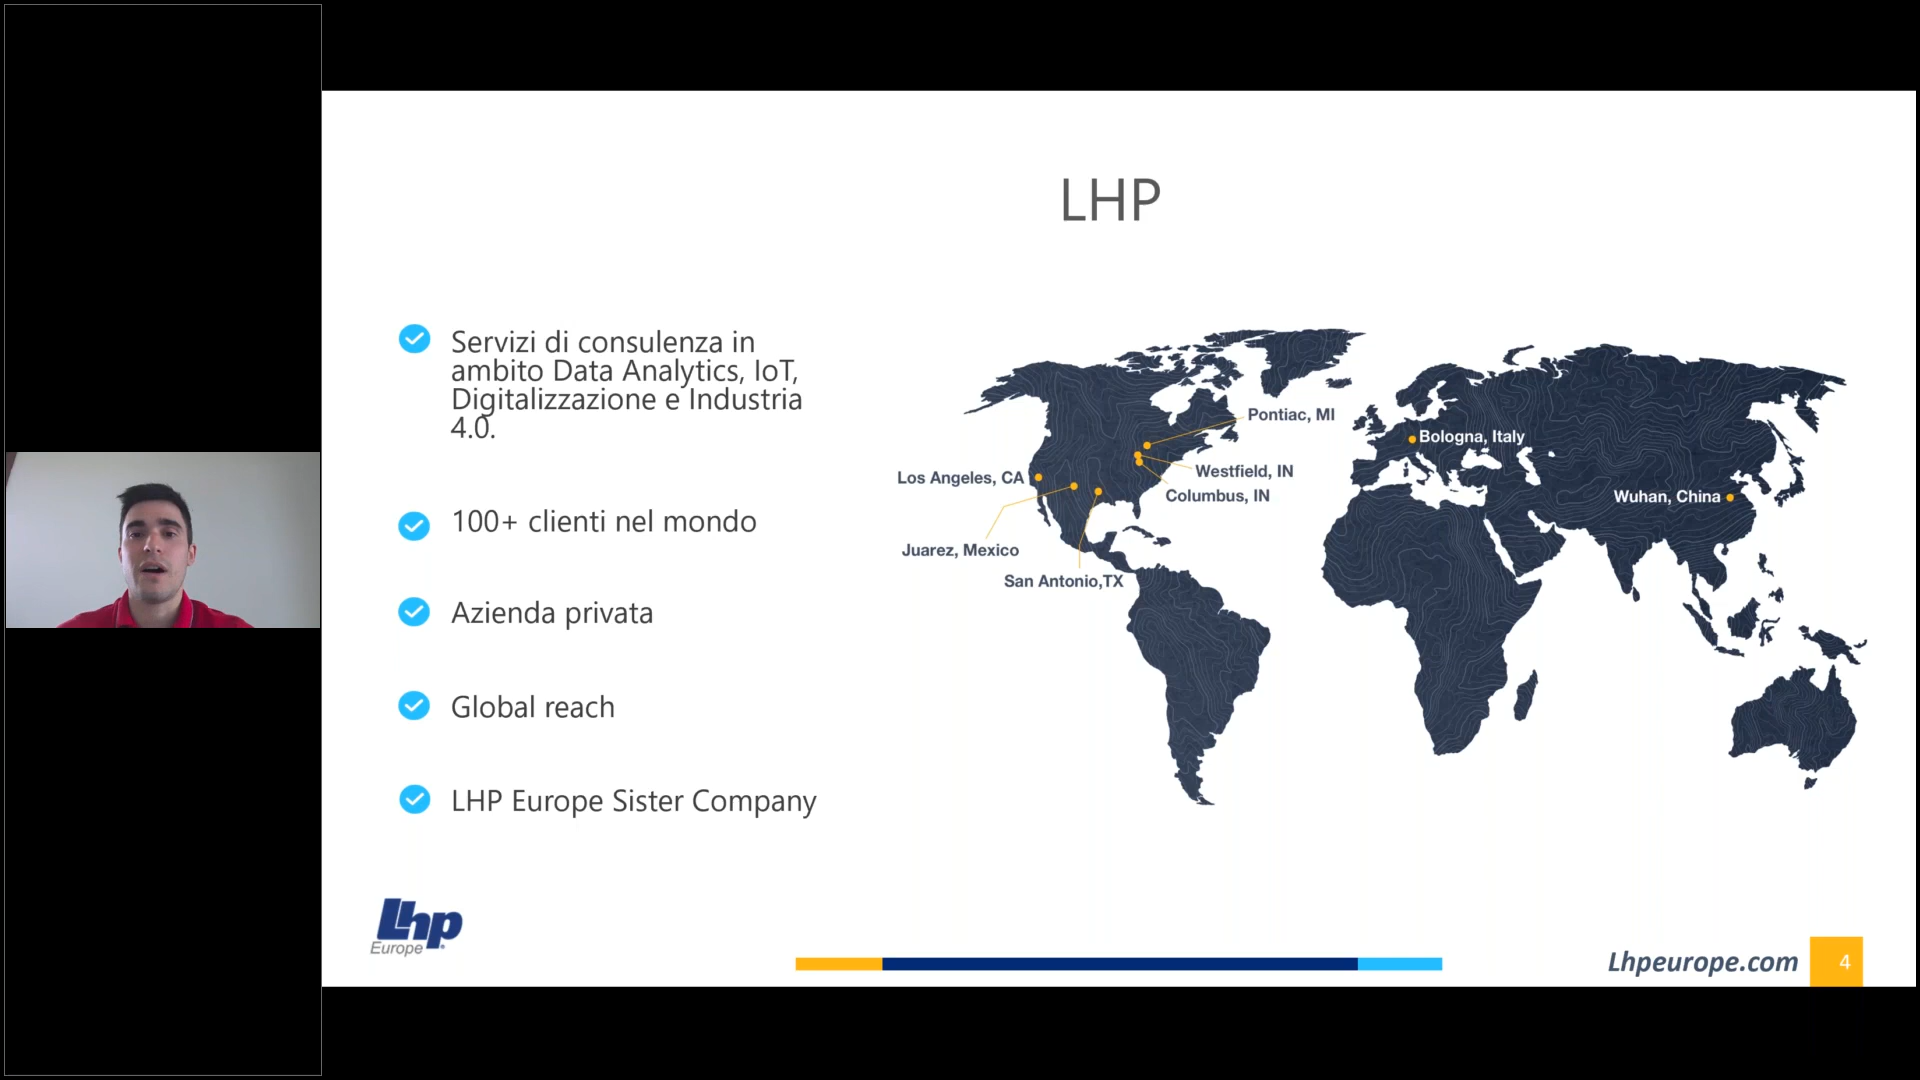 LHP
Servizi di consulenza in
ambito Data Analytics, IoT,
Digitalizzazione e Industria
4.0.
100+ clienti nel mondo
Azienda privata
Global reach
LHP Europe Sister Company
Pontiac, MI
Bologna, Italy
Los Angeles, CA
Westfield, IN
Columbus, IN
Wuhan, China
Juarez, Mexico
San Antonio,TX
Lhp
Europe
Lhpeurope.com
4